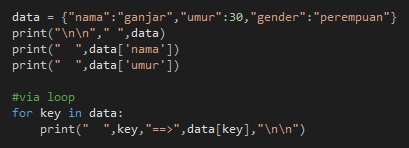 data = {"nama":"ganjar","umur":30,"gender":"perempuan"}
print("\n\n"," ",data)
print("  ",data['nama'])
print("  ",data['umur'])
#via loop
for key in data:
    print("  ",key,"==>",data[key],"\n\n")